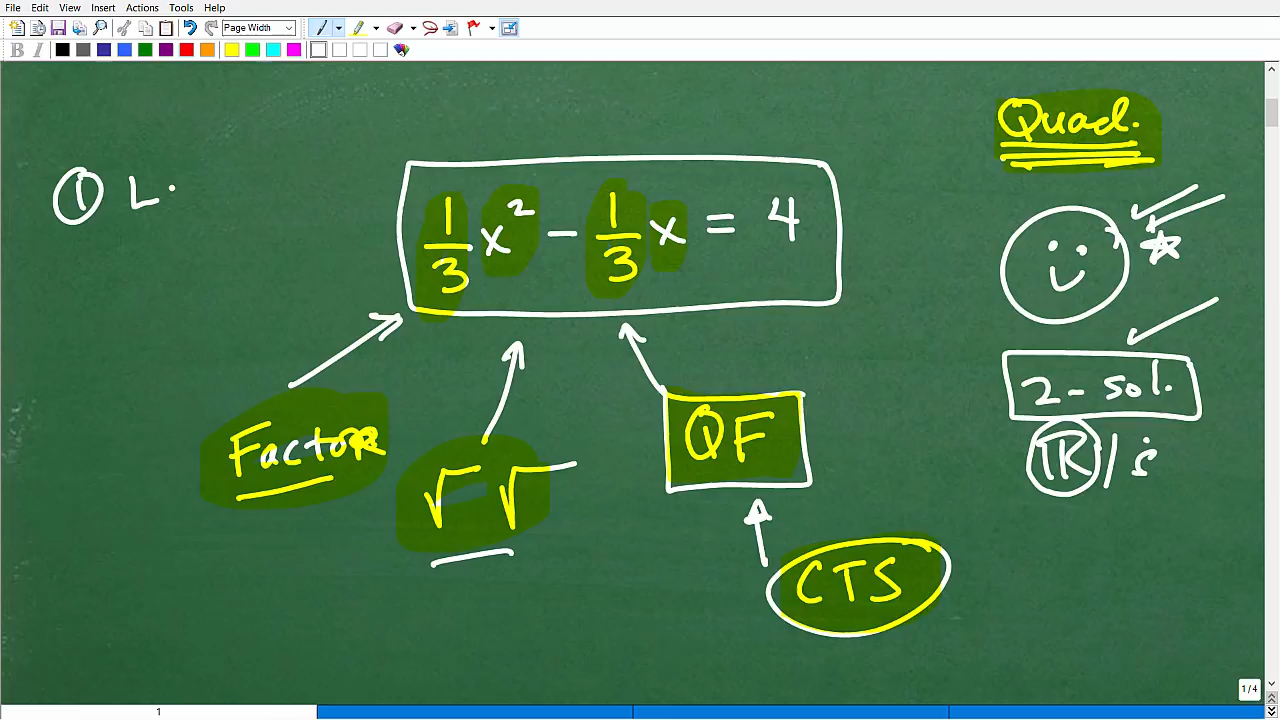 File Edit View Insert Actions Tools Help
Page Width
B I
Quad.
① L.
1/3 x² - 1/3 x = 4
2 - sol.
ℝ / i
Factor
√ √
QF
CTS
1/4
1